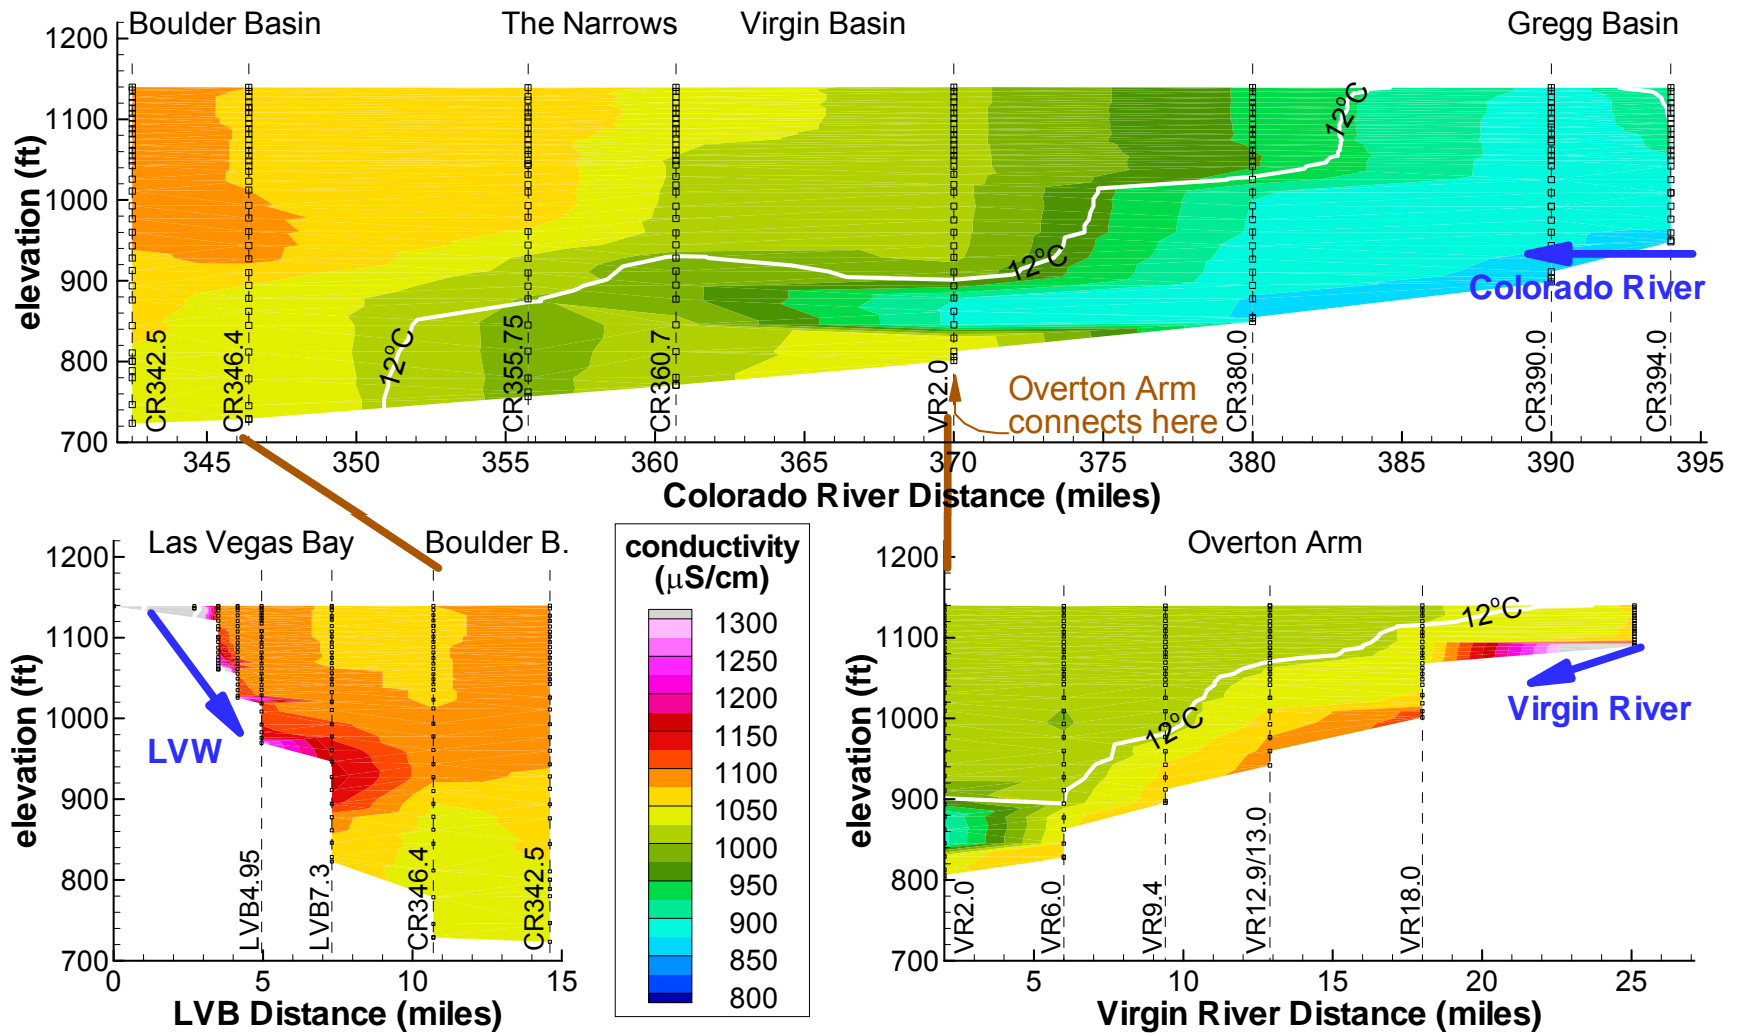 Boulder Basin The Narrows Virgin Basin Gregg Basin
1200
1100
1000
900
800
700
elevation (ft)
12°C
12°C
12°C
Colorado River
CR342.5
CR346.4
CR355.75
CR360.7
VR2.0
CR380.0
CR390.0
CR394.0
Overton Arm
connects here
345 350 355 360 365 370 375 380 385 390 395
Colorado River Distance (miles)
Las Vegas Bay Boulder B.
1200
1100
1000
900
800
700
elevation (ft)
LVW
LVB4.95
LVB7.3
CR346.4
CR342.5
0 5 10 15
LVB Distance (miles)
conductivity
(μS/cm)
1300
1250
1200
1150
1100
1050
1000
950
900
850
800
Overton Arm
1200
1100
1000
900
800
700
elevation (ft)
12°C
12°C
Virgin River
VR2.0
VR6.0
VR9.4
VR12.9/13.0
VR18.0
5 10 15 20 25
Virgin River Distance (miles)